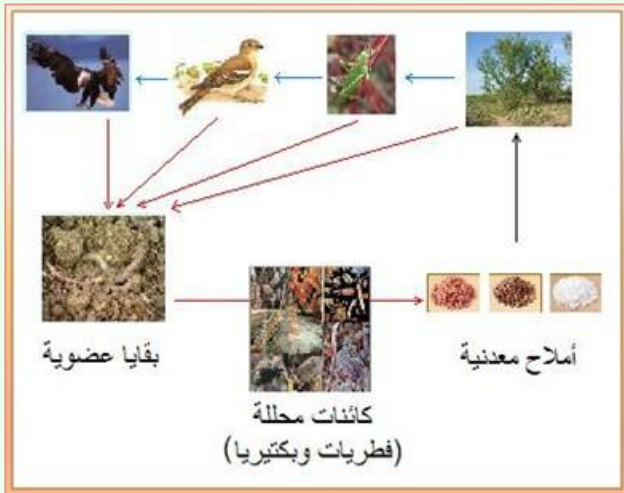 بقايا عضوية
أملاح معدنية
كائنات محللة
(فطريات وبكتيريا)